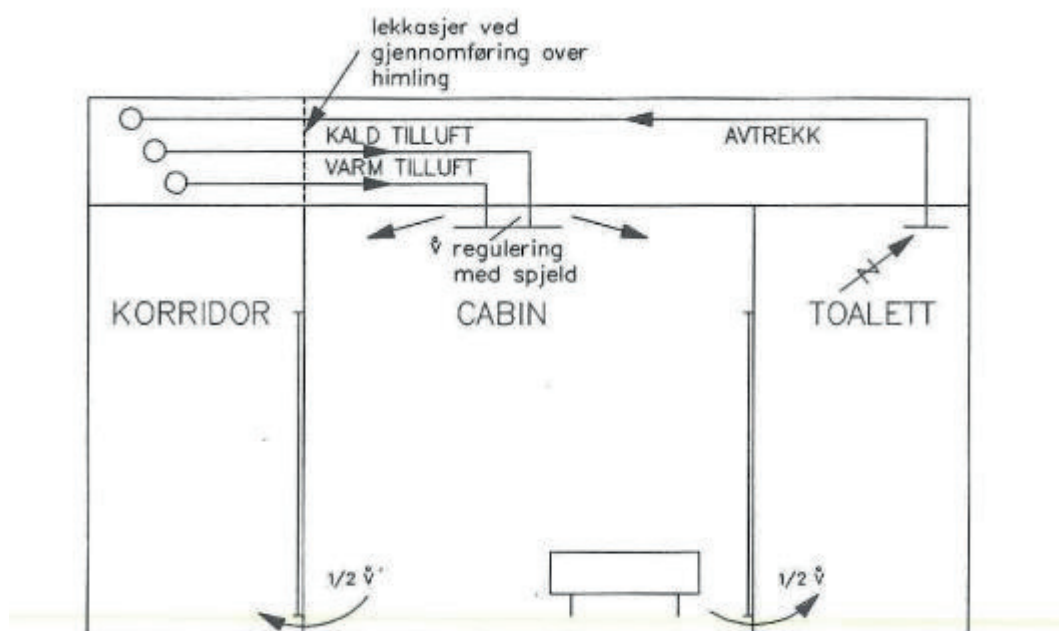 lekkasjer ved
gjennomføring over
himling
KALD TILLUFT
AVTREKK
VARM TILLUFT
V̊ regulering
med spjeld
KORRIDOR
CABIN
TOALETT
1/2 V̊
1/2 V̊